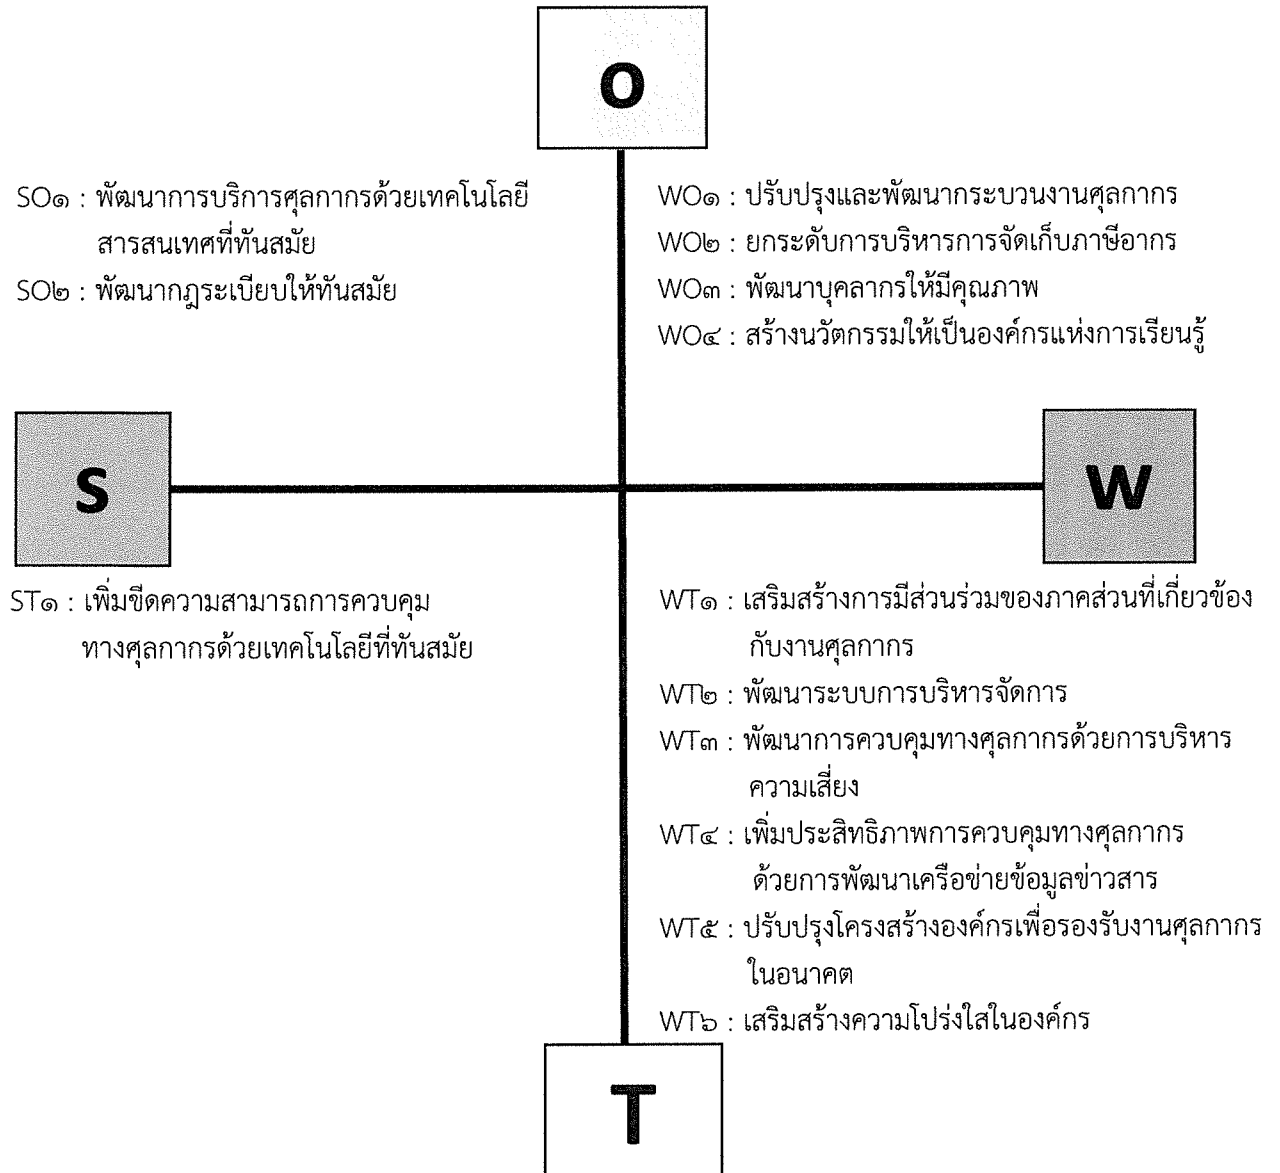 O
SO๑ : พัฒนาการบริการศุลกากรด้วยเทคโนโลยี
สารสนเทศที่ทันสมัย
SO๒ : พัฒนากฎระเบียบให้ทันสมัย
WO๑ : ปรับปรุงและพัฒนากระบวนงานศุลกากร
WO๒ : ยกระดับการบริหารการจัดเก็บภาษีอากร
WO๓ : พัฒนาบุคลากรให้มีคุณภาพ
WO๔ : สร้างนวัตกรรมให้เป็นองค์กรแห่งการเรียนรู้
S
W
ST๑ : เพิ่มขีดความสามารถการควบคุม
ทางศุลกากรด้วยเทคโนโลยีที่ทันสมัย
WT๑ : เสริมสร้างการมีส่วนร่วมของภาคส่วนที่เกี่ยวข้อง
กับงานศุลกากร
WT๒ : พัฒนาระบบการบริหารจัดการ
WT๓ : พัฒนาการควบคุมทางศุลกากรด้วยการบริหาร
ความเสี่ยง
WT๔ : เพิ่มประสิทธิภาพการควบคุมทางศุลกากร
ด้วยการพัฒนาเครือข่ายข้อมูลข่าวสาร
WT๕ : ปรับปรุงโครงสร้างองค์กรเพื่อรองรับงานศุลกากร
ในอนาคต
WT๖ : เสริมสร้างความโปร่งใสในองค์กร
T